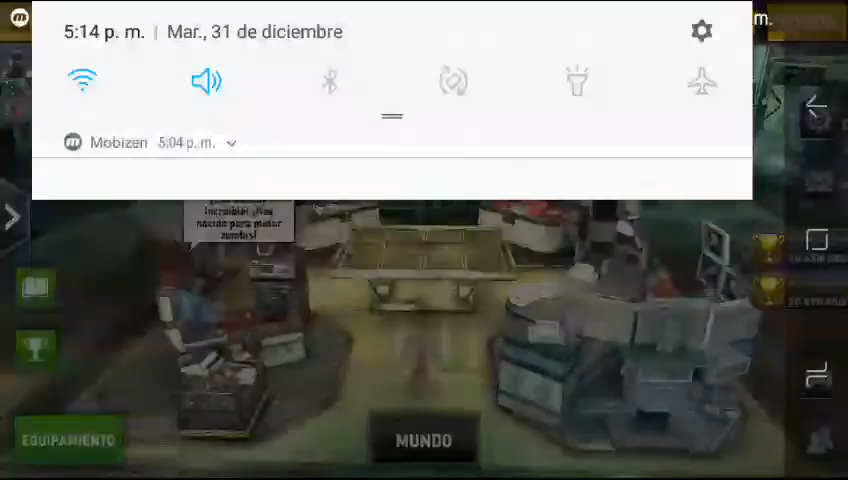 5:14 p. m. | Mar., 31 de diciembre
m.
Mobizen 5:04 p. m.
increíble! ¡Has
nacido para matar
zombis!
EQUIPAMIENTO
MUNDO